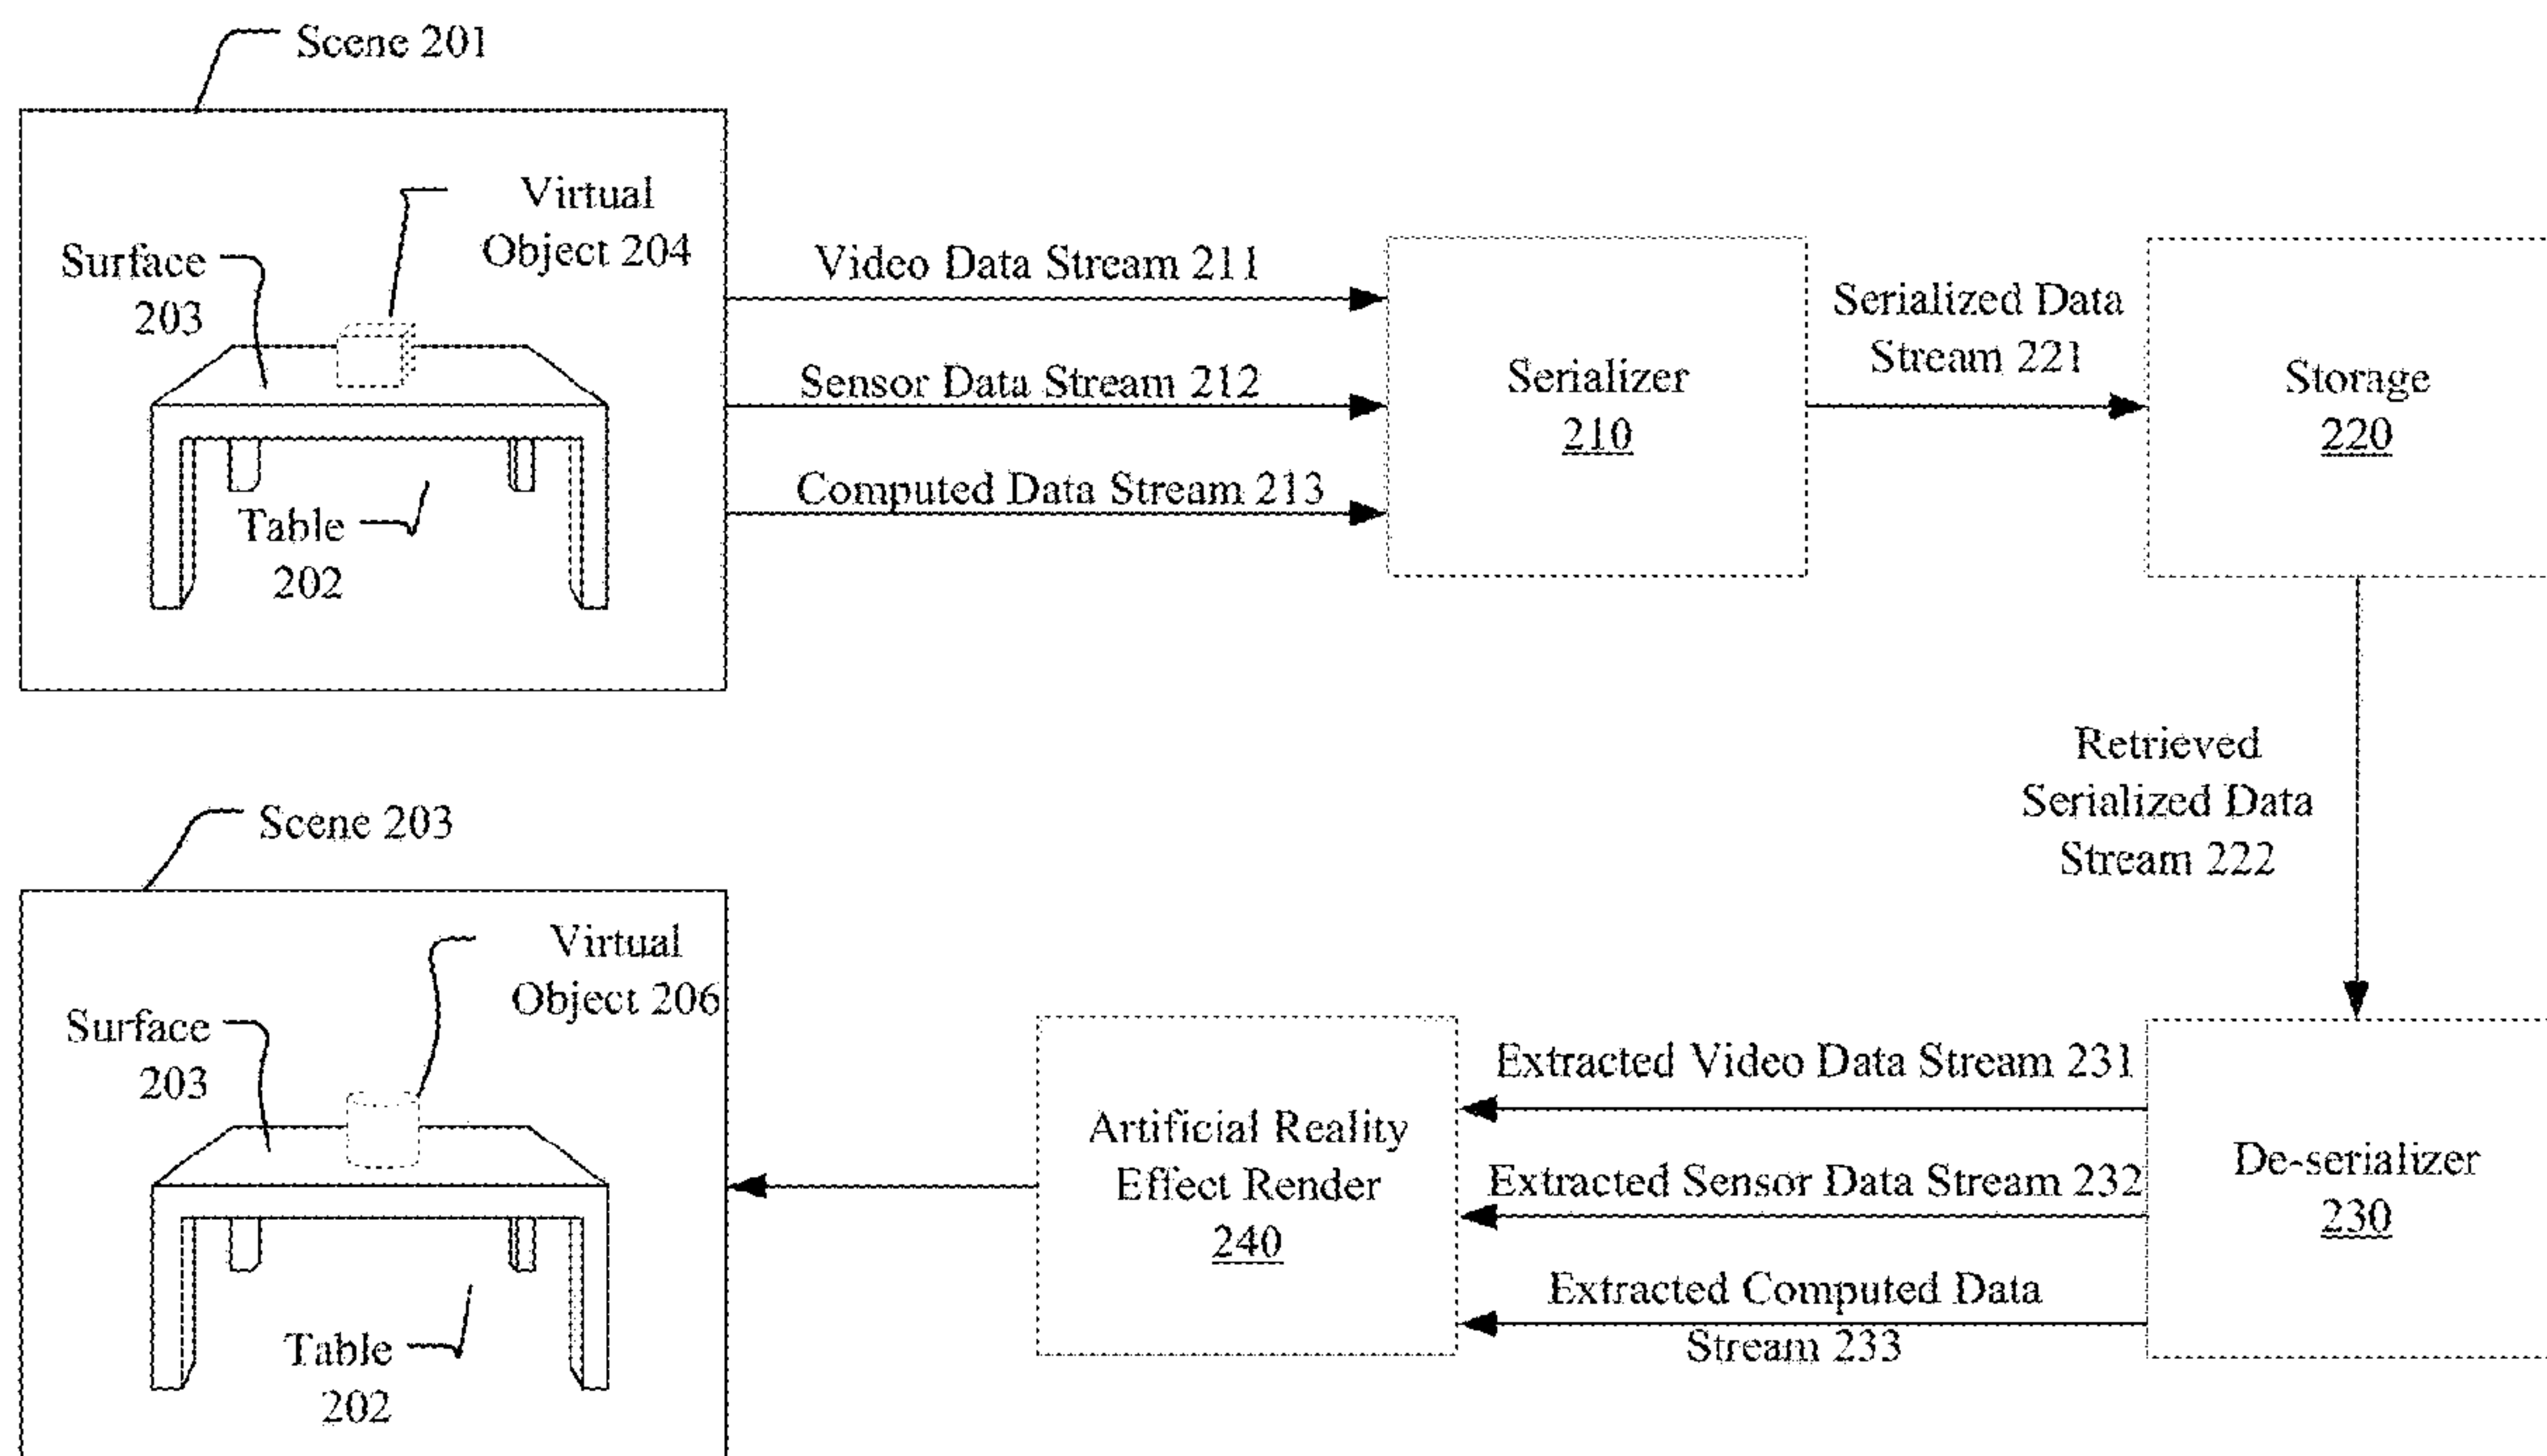 Scene 201
Virtual
Object 204
Surface
203
Table
202
Video Data Stream 211
Sensor Data Stream 212
Computed Data Stream 213
Serializer
210
Serialized Data
Stream 221
Storage
220
Retrieved
Serialized Data
Stream 222
De-serializer
230
Extracted Video Data Stream 231
Extracted Sensor Data Stream 232
Extracted Computed Data
Stream 233
Artificial Reality
Effect Render
240
Scene 203
Virtual
Object 206
Surface
203
Table
202